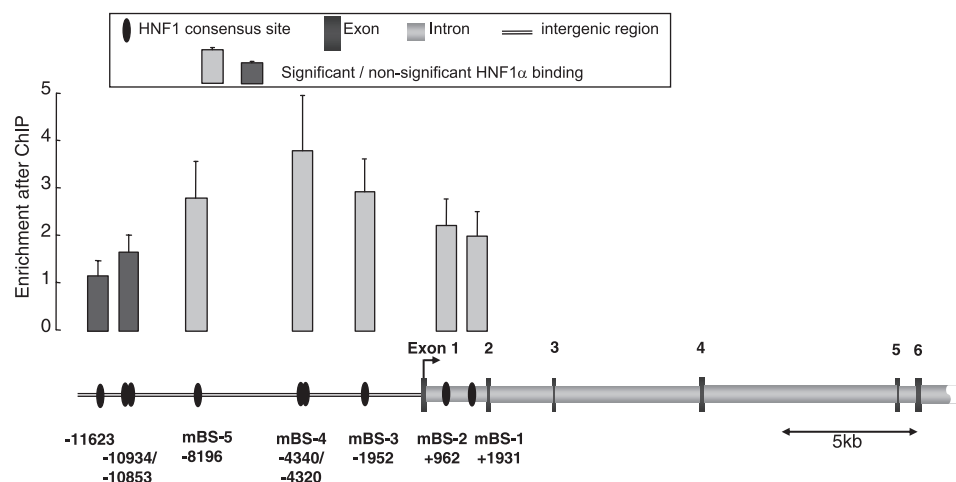 HNF1 consensus site Exon Intron intergenic region
Significant / non-significant HNF1α binding
Enrichment after ChIP
5
4
3
2
1
0
Exon 1 2 3 4 5 6
-11623
-10934/
-10853
mBS-5
-8196
mBS-4
-4340/
-4320
mBS-3
-1952
mBS-2
+962
mBS-1
+1931
5kb